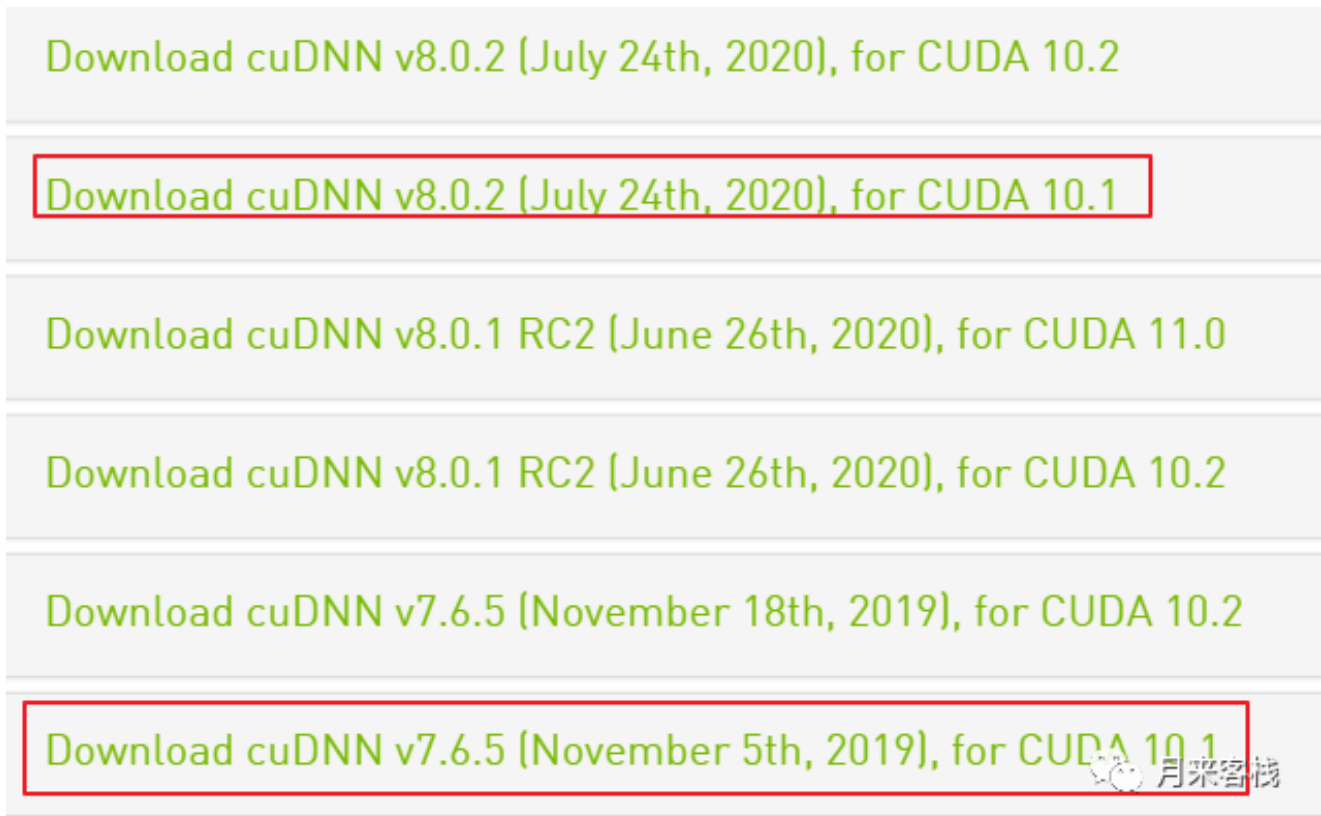 Download cuDNN v8.0.2 (July 24th, 2020), for CUDA 10.2
Download cuDNN v8.0.2 (July 24th, 2020), for CUDA 10.1
Download cuDNN v8.0.1 RC2 (June 26th, 2020), for CUDA 11.0
Download cuDNN v8.0.1 RC2 (June 26th, 2020), for CUDA 10.2
Download cuDNN v7.6.5 (November 18th, 2019), for CUDA 10.2
Download cuDNN v7.6.5 (November 5th, 2019), for CUDA 10.1
月来客栈